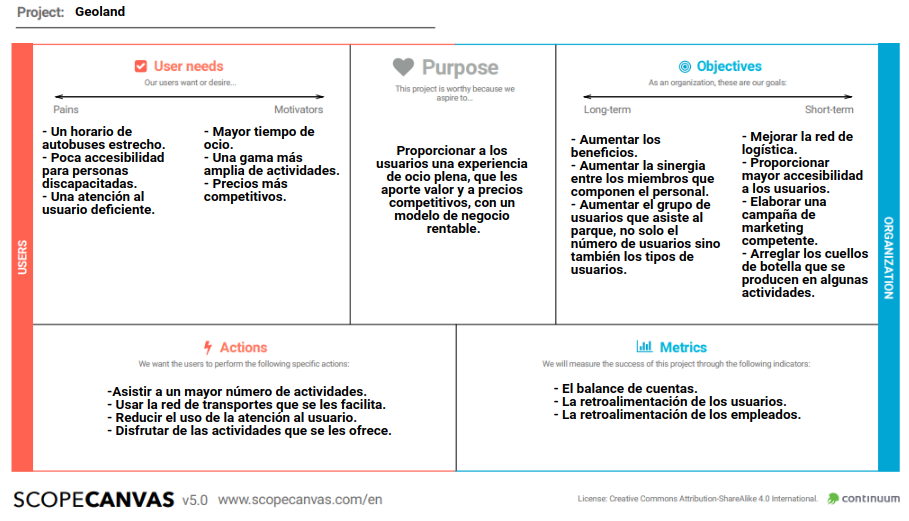 Project: Geoland
User needs
Our users want or desire...
Pains
Motivators
- Un horario de
autobuses estrecho.
- Poca accesibilidad
para personas
discapacitadas.
- Una atención al
usuario deficiente.
- Mayor tiempo de
ocio.
- Una gama más
amplia de actividades.
- Precios más
competitivos.
Purpose
This project is worthy because we
aspire to...
Proporcionar a los
usuarios una experiencia
de ocio plena, que les
aporte valor y a precios
competitivos, con un
modelo de negocio
rentable.
Objectives
As an organization, these are our goals:
Long-term
Short-term
- Aumentar los
beneficios.
- Aumentar la sinergia
entre los miembros que
componen el personal.
- Aumentar el grupo de
usuarios que asiste al
parque, no solo el
número de usuarios sino
también los tipos de
usuarios.
- Mejorar la red de
logística.
- Proporcionar
mayor accesibilidad
a los usuarios.
- Elaborar una
campaña de
marketing
competente.
- Arreglar los cuellos
de botella que se
producen en algunas
actividades.
USERS
ORGANIZATION
Actions
We want the users to perform the following specific actions:
-Asistir a un mayor número de actividades.
- Usar la red de transportes que se les facilita.
- Reducir el uso de la atención al usuario.
- Disfrutar de las actividades que se les ofrece.
Metrics
We will measure the success of this project through the following indicators:
- El balance de cuentas.
- La retroalimentación de los usuarios.
- La retroalimentación de los empleados.
SCOPECANVAS v5.0 www.scopecanvas.com/en
License: Creative Commons Attribution-ShareAlike 4.0 International.
continuum